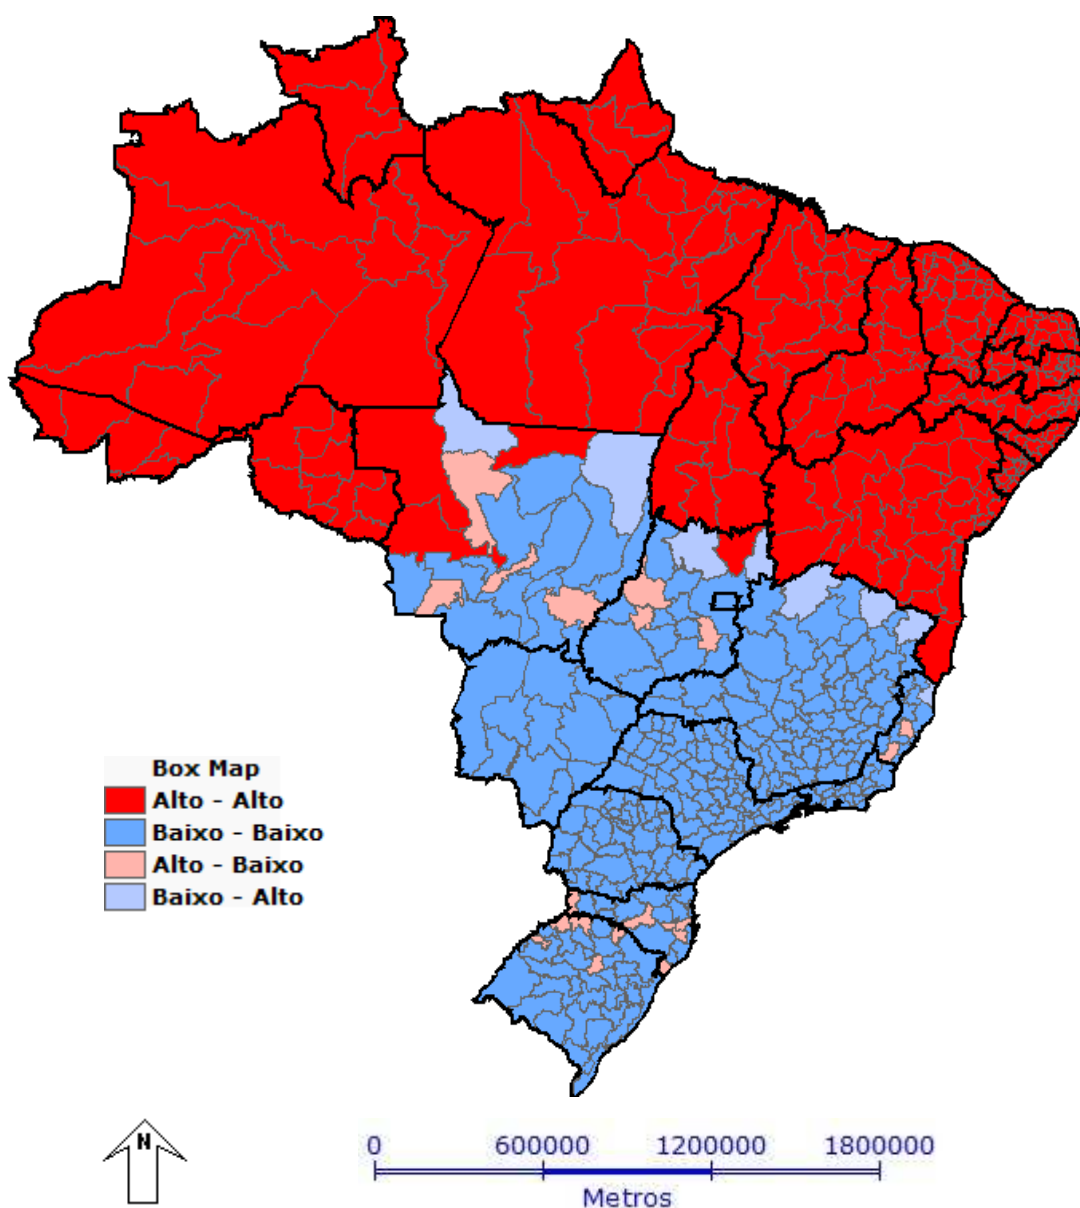 Box Map
Alto - Alto
Baixo - Baixo
Alto - Baixo
Baixo - Alto
N
0 600000 1200000 1800000
Metros